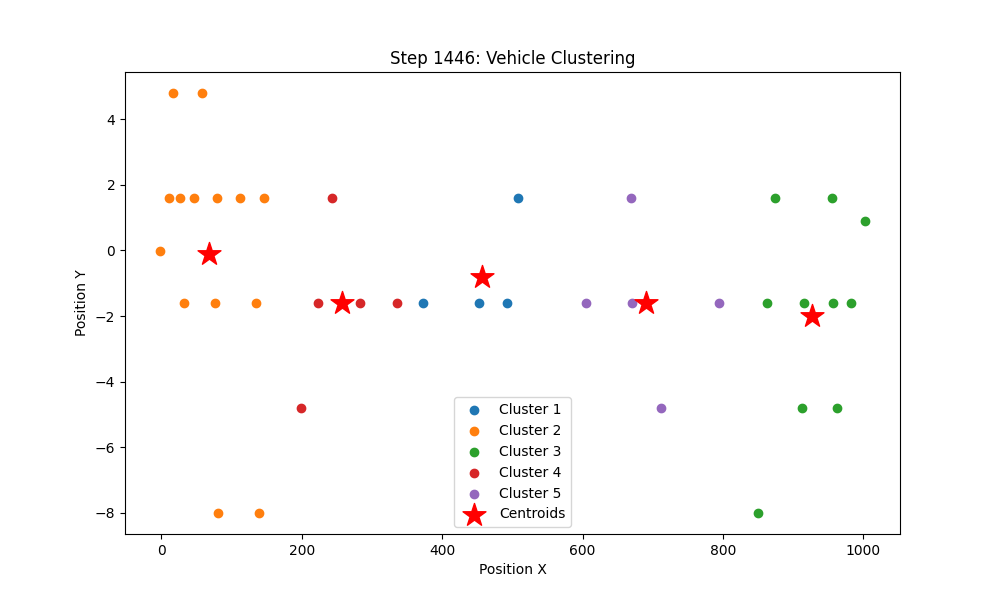 Step 1446: Vehicle Clustering
Position Y
4
2
0
−2
−4
−6
−8
Cluster 1
Cluster 2
Cluster 3
Cluster 4
Cluster 5
Centroids
0 200 400 600 800 1000
Position X